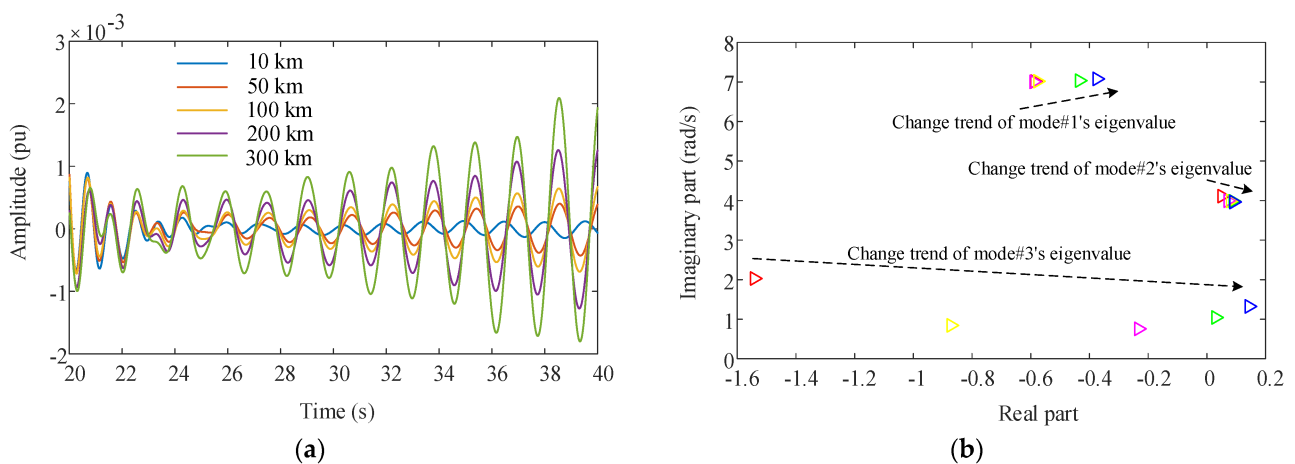 ×10⁻³
3
2
1
0
-1
-2
20 22 24 26 28 30 32 34 36 38 40
Amplitude (pu)
Time (s)
10 km
50 km
100 km
200 km
300 km
(a)
8
7
6
5
4
3
2
1
0
-1.6 -1.4 -1.2 -1 -0.8 -0.6 -0.4 -0.2 0 0.2
Imaginary part (rad/s)
Real part
Change trend of mode#1's eigenvalue
Change trend of mode#2's eigenvalue
Change trend of mode#3's eigenvalue
(b)